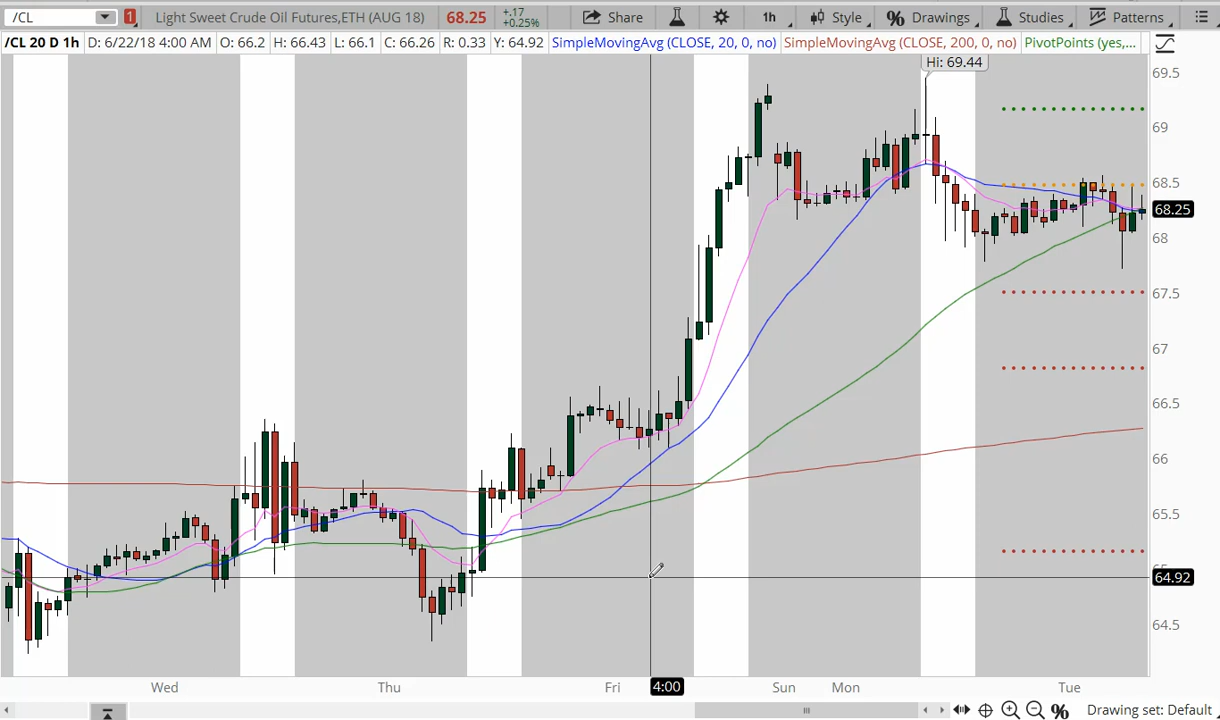 /CL 1 Light Sweet Crude Oil Futures,ETH (AUG 18) 68.25 +.17 +0.25% Share 1h Style Drawings Studies Patterns
/CL 20 D 1h D: 6/22/18 4:00 AM O: 66.2 H: 66.43 L: 66.1 C: 66.26 R: 0.33 Y: 64.92 SimpleMovingAvg (CLOSE, 20, 0, no) SimpleMovingAvg (CLOSE, 200, 0, no) PivotPoints (yes,...
Hi: 69.44
69.5
69
68.5
68.25
68
67.5
67
66.5
66
65.5
64.92
64.5
Wed Thu Fri 4:00 Sun Mon Tue
Drawing set: Default